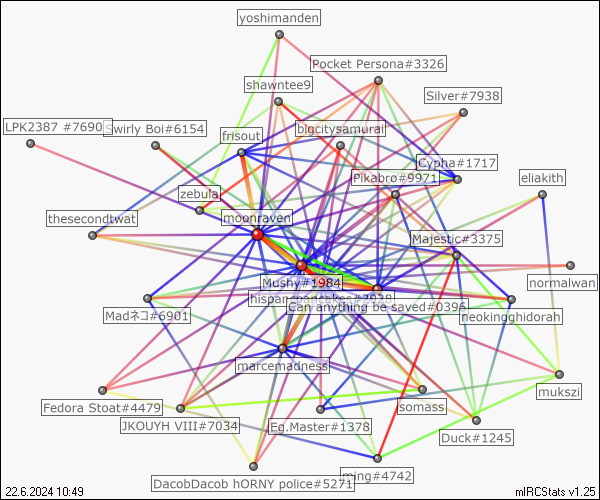 yoshimanden
Pocket Persona#3326
shawntee9
Silver#7938
LPK2387 #7690
Swirly Boi#6154
bigcitysamurai
frisout
Cypha#1717
Pikabro#9971
eliakith
zebula
thesecondtwat
moonraven
Majestic#3375
Mushy#1984
normalwan
hispancpancakes#2938
Can anything be saved#0396
Madネコ#6901
neokingghidorah
marcemadness
mukszi
Fedora Stoat#4479
somass
JKOUYH VIII#7034
Eg.Master#1378
Duck#1245
ming#4742
DacobDacob hORNY police#5271
22.6.2024 10:49
mIRCStats v1.25